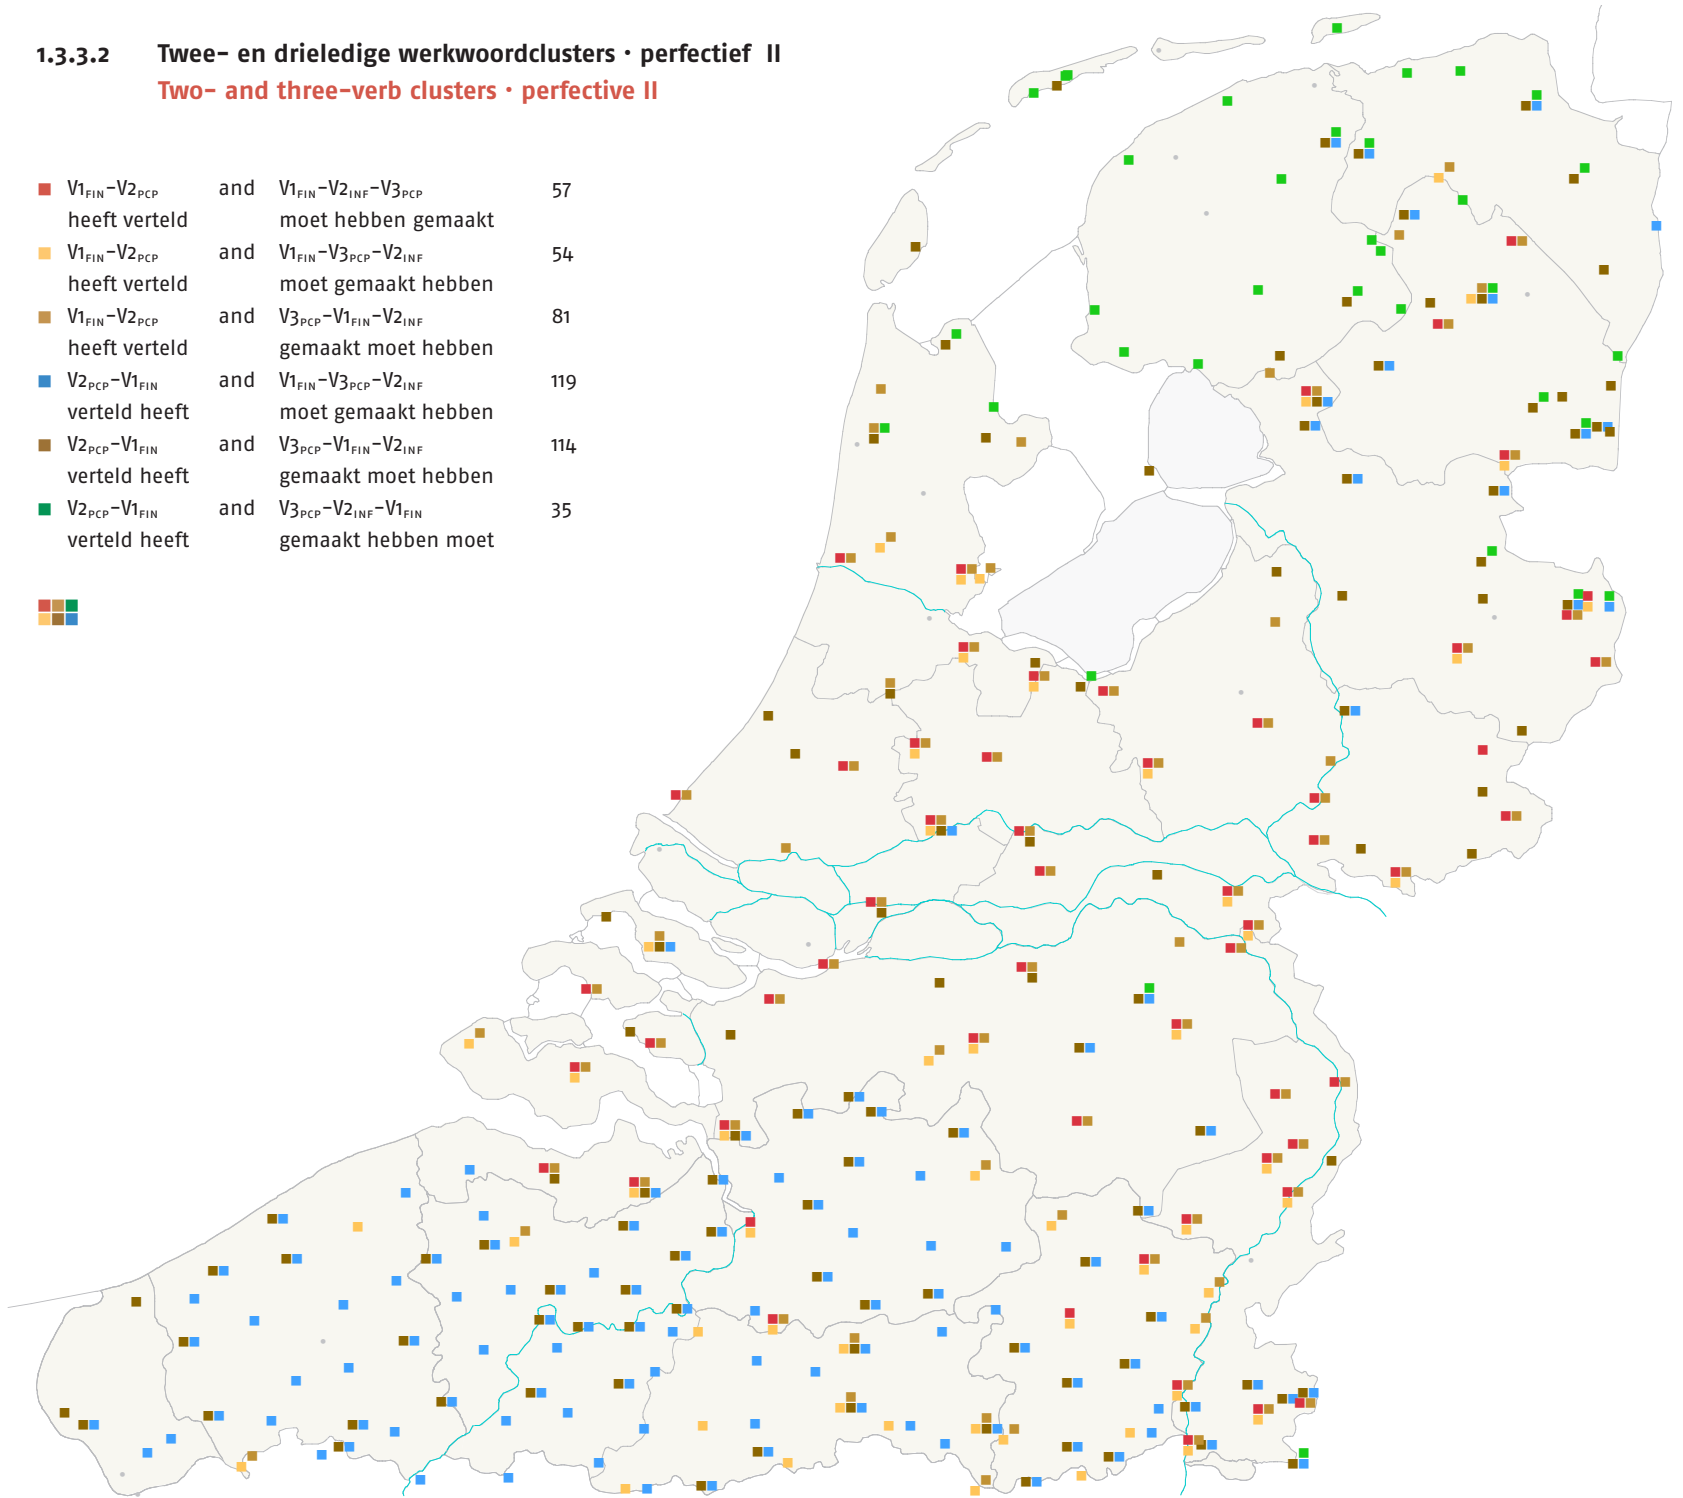 1.3.3.2 Twee- en drieledige werkwoordclusters · perfectief II
Two- and three-verb clusters · perfective II
V1FIN-V2PCP and V1FIN-V2INF-V3PCP 57
heeft verteld moet hebben gemaakt
V1FIN-V2PCP and V1FIN-V3PCP-V2INF 54
heeft verteld moet gemaakt hebben
V1FIN-V2PCP and V3PCP-V1FIN-V2INF 81
heeft verteld gemaakt moet hebben
V2PCP-V1FIN and V1FIN-V3PCP-V2INF 119
verteld heeft moet gemaakt hebben
V2PCP-V1FIN and V3PCP-V1FIN-V2INF 114
verteld heeft gemaakt moet hebben
V2PCP-V1FIN and V3PCP-V2INF-V1FIN 35
verteld heeft gemaakt hebben moet